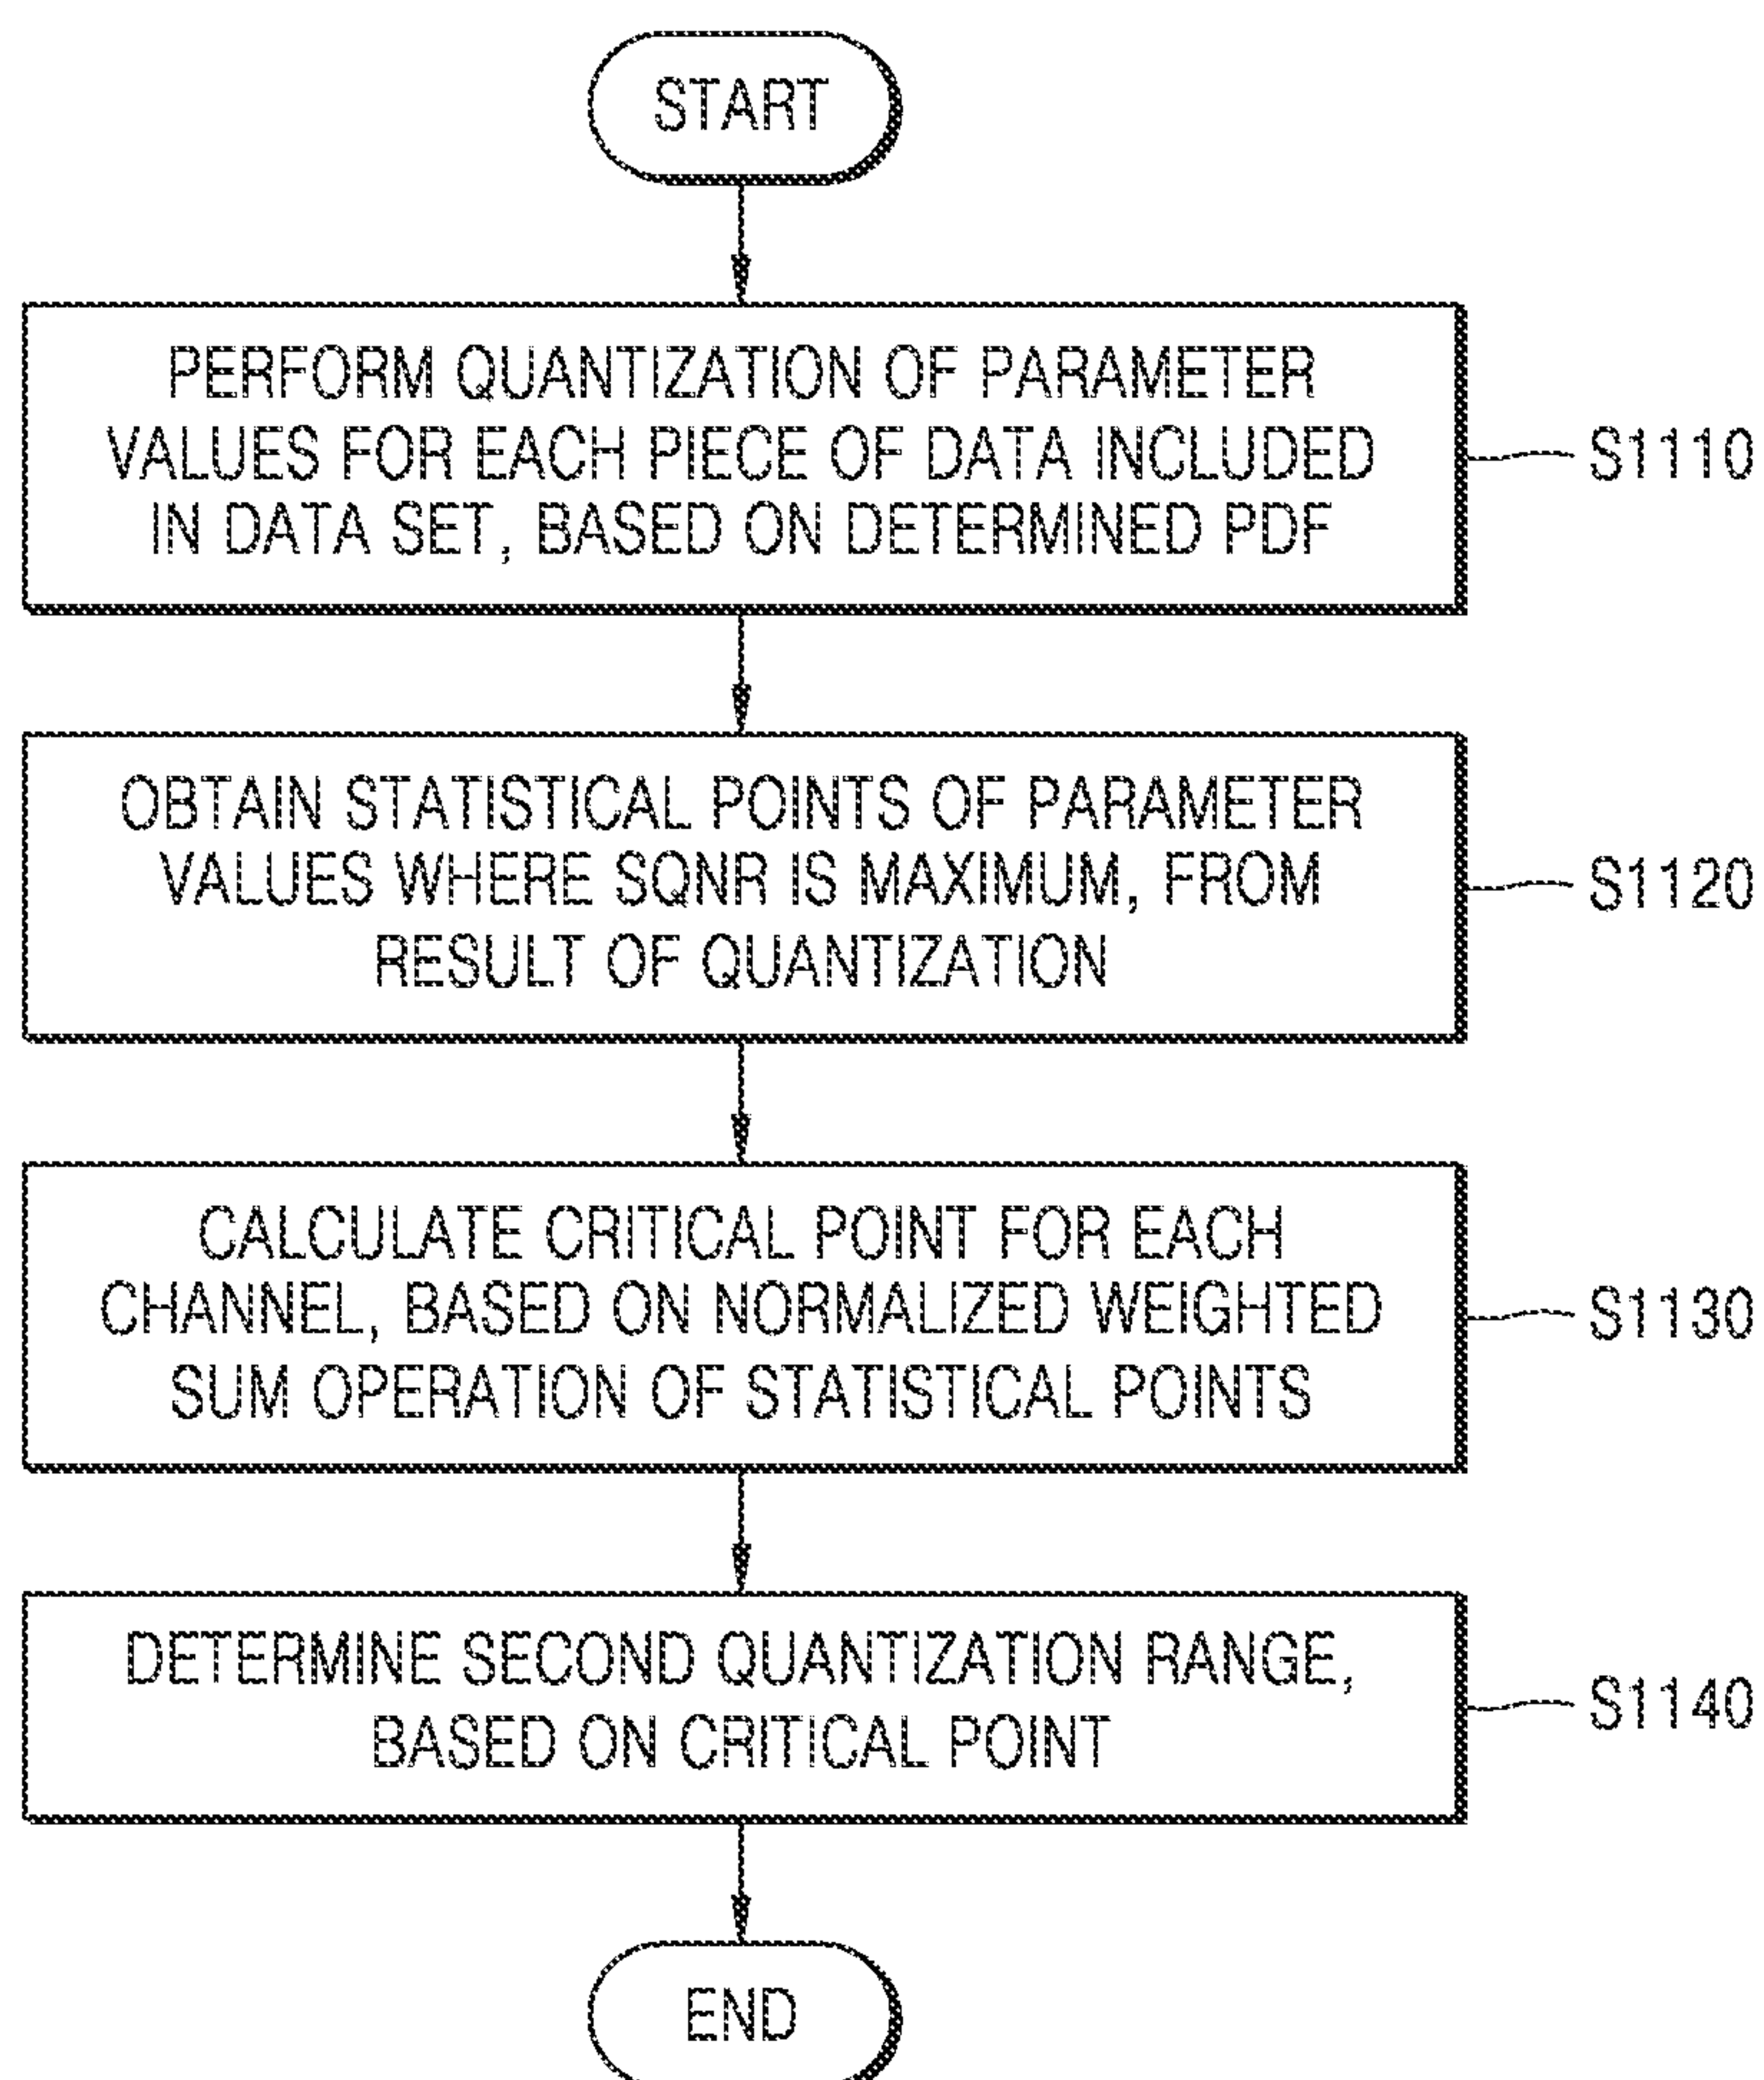 START
PERFORM QUANTIZATION OF PARAMETER
VALUES FOR EACH PIECE OF DATA INCLUDED
IN DATA SET, BASED ON DETERMINED PDF
S1110
OBTAIN STATISTICAL POINTS OF PARAMETER
VALUES WHERE SQNR IS MAXIMUM, FROM
RESULT OF QUANTIZATION
S1120
CALCULATE CRITICAL POINT FOR EACH
CHANNEL, BASED ON NORMALIZED WEIGHTED
SUM OPERATION OF STATISTICAL POINTS
S1130
DETERMINE SECOND QUANTIZATION RANGE,
BASED ON CRITICAL POINT
S1140
END